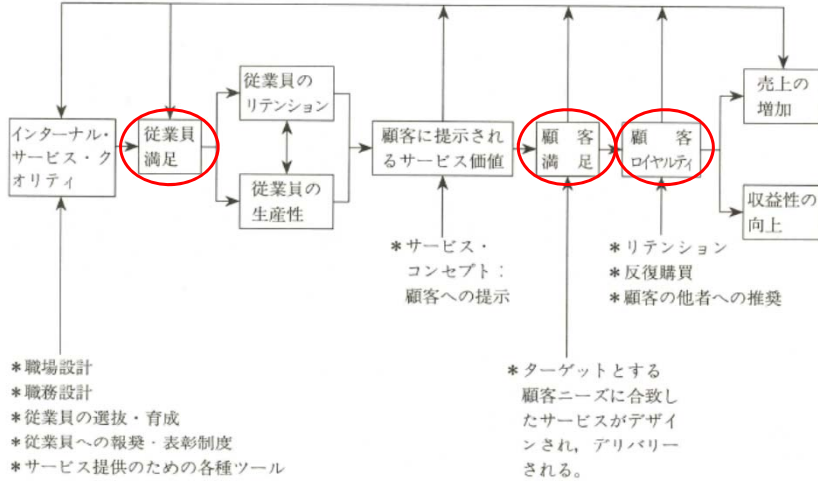 インターナル・
サービス・ク
オリティ
従業員
満足
従業員の
リテンション
従業員の
生産性
顧客に提示され
るサービス価値
顧客
満足
顧客
ロイヤルティ
売上の
増加
収益性の
向上
*サービス・
コンセプト：
顧客への提示
*リテンション
*反復購買
*顧客の他者への推奨
*職場設計
*職務設計
*従業員の選抜・育成
*従業員への報奨・表彰制度
*サービス提供のための各種ツール
*ターゲットとする
顧客ニーズに合致し
たサービスがデザイ
ンされ，デリバリー
される。